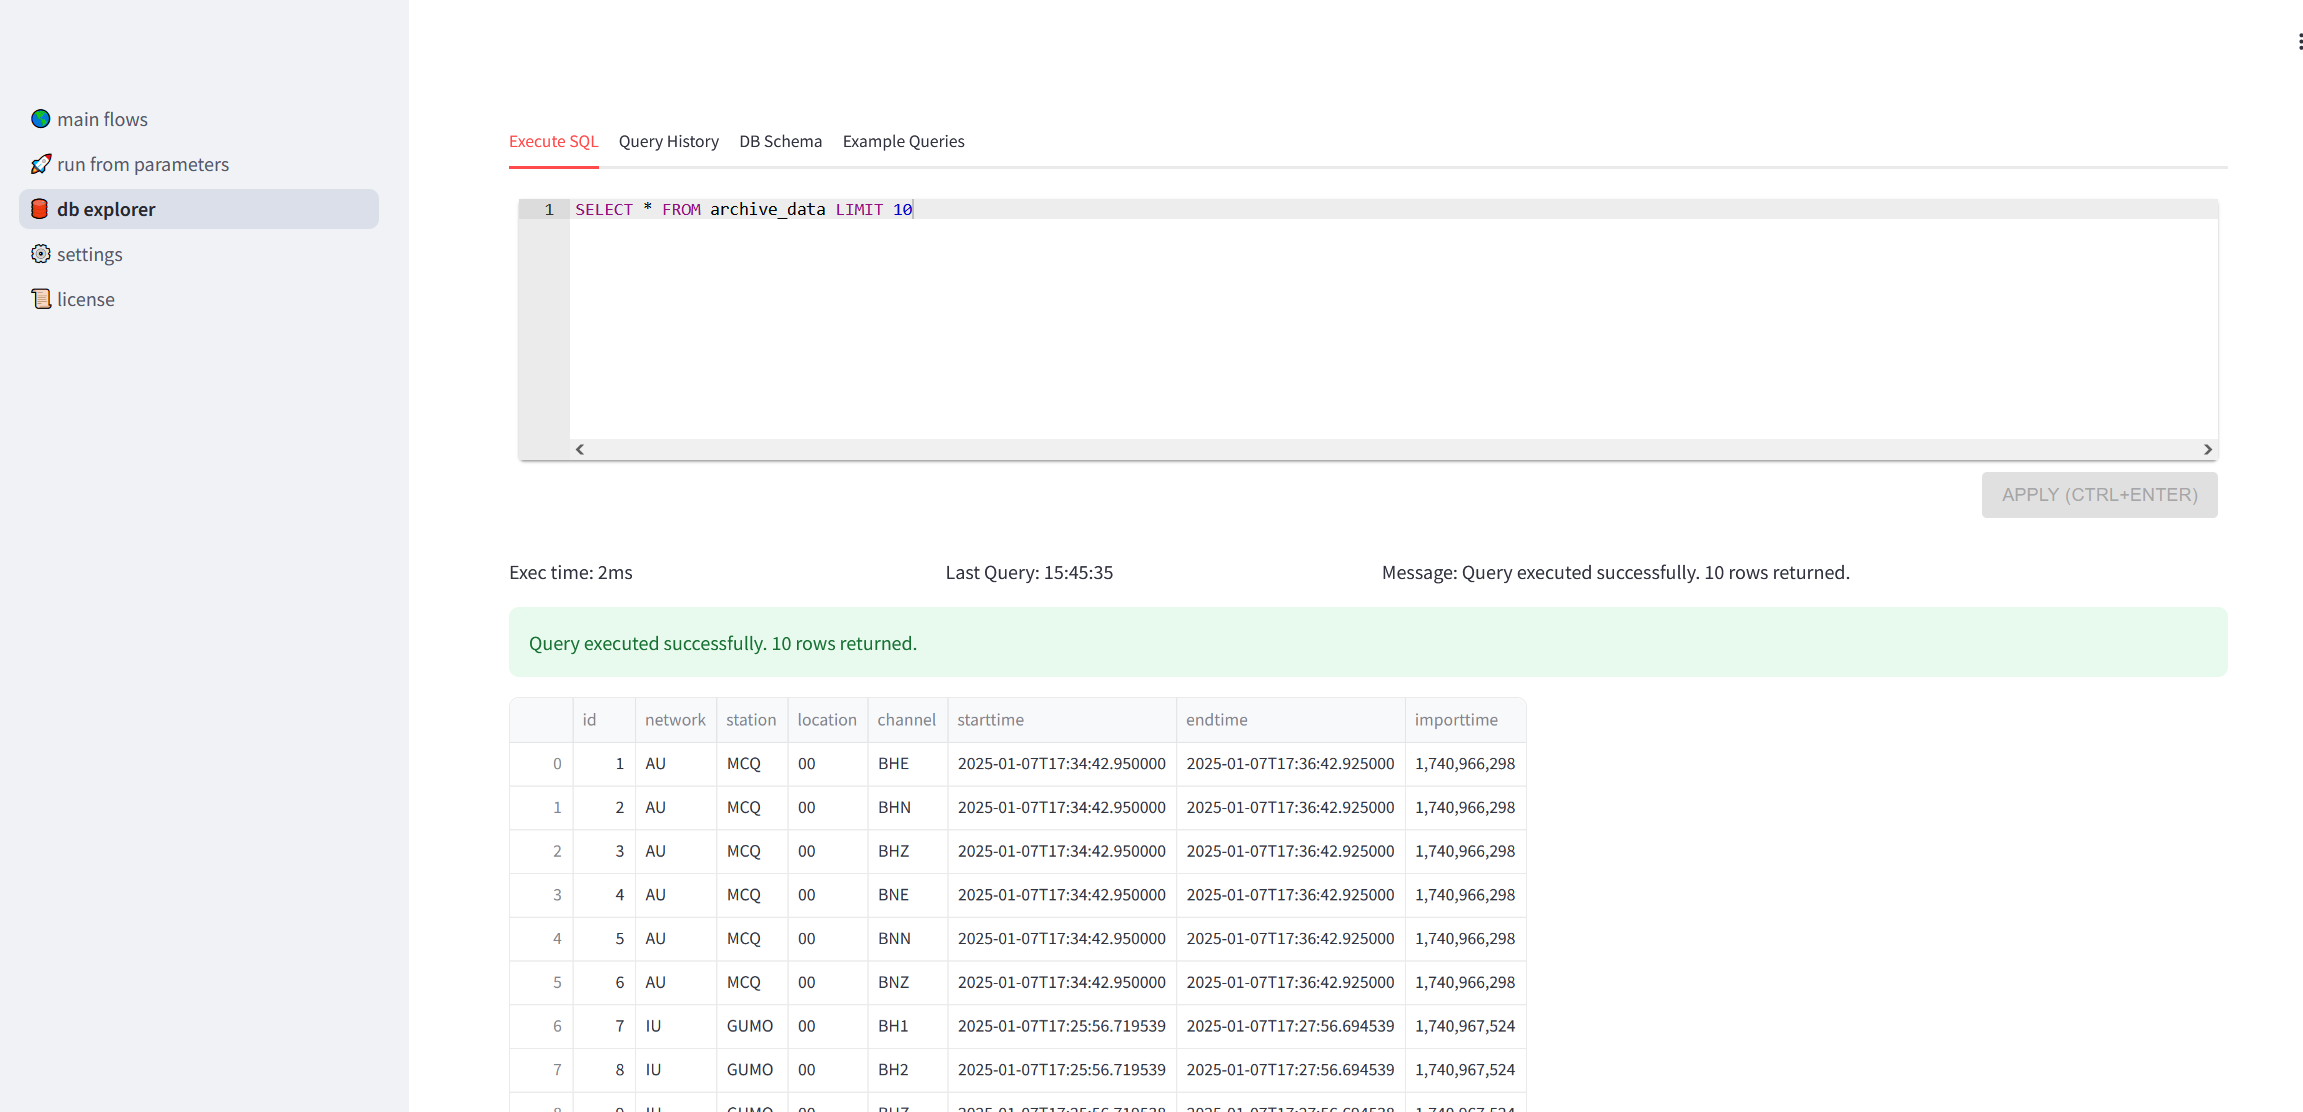 main flows
run from parameters
db explorer
settings
license
Execute SQL Query History DB Schema Example Queries
1 SELECT * FROM archive_data LIMIT 10
APPLY (CTRL+ENTER)
Exec time: 2ms Last Query: 15:45:35 Message: Query executed successfully. 10 rows returned.
Query executed successfully. 10 rows returned.
id network station location channel starttime endtime importtime
0 1 AU MCQ 00 BHE 2025-01-07T17:34:42.950000 2025-01-07T17:36:42.925000 1,740,966,298
1 2 AU MCQ 00 BHN 2025-01-07T17:34:42.950000 2025-01-07T17:36:42.925000 1,740,966,298
2 3 AU MCQ 00 BHZ 2025-01-07T17:34:42.950000 2025-01-07T17:36:42.925000 1,740,966,298
3 4 AU MCQ 00 BNE 2025-01-07T17:34:42.950000 2025-01-07T17:36:42.925000 1,740,966,298
4 5 AU MCQ 00 BNN 2025-01-07T17:34:42.950000 2025-01-07T17:36:42.925000 1,740,966,298
5 6 AU MCQ 00 BNZ 2025-01-07T17:34:42.950000 2025-01-07T17:36:42.925000 1,740,966,298
6 7 IU GUMO 00 BH1 2025-01-07T17:25:56.719539 2025-01-07T17:27:56.694539 1,740,967,524
7 8 IU GUMO 00 BH2 2025-01-07T17:25:56.719539 2025-01-07T17:27:56.694539 1,740,967,524